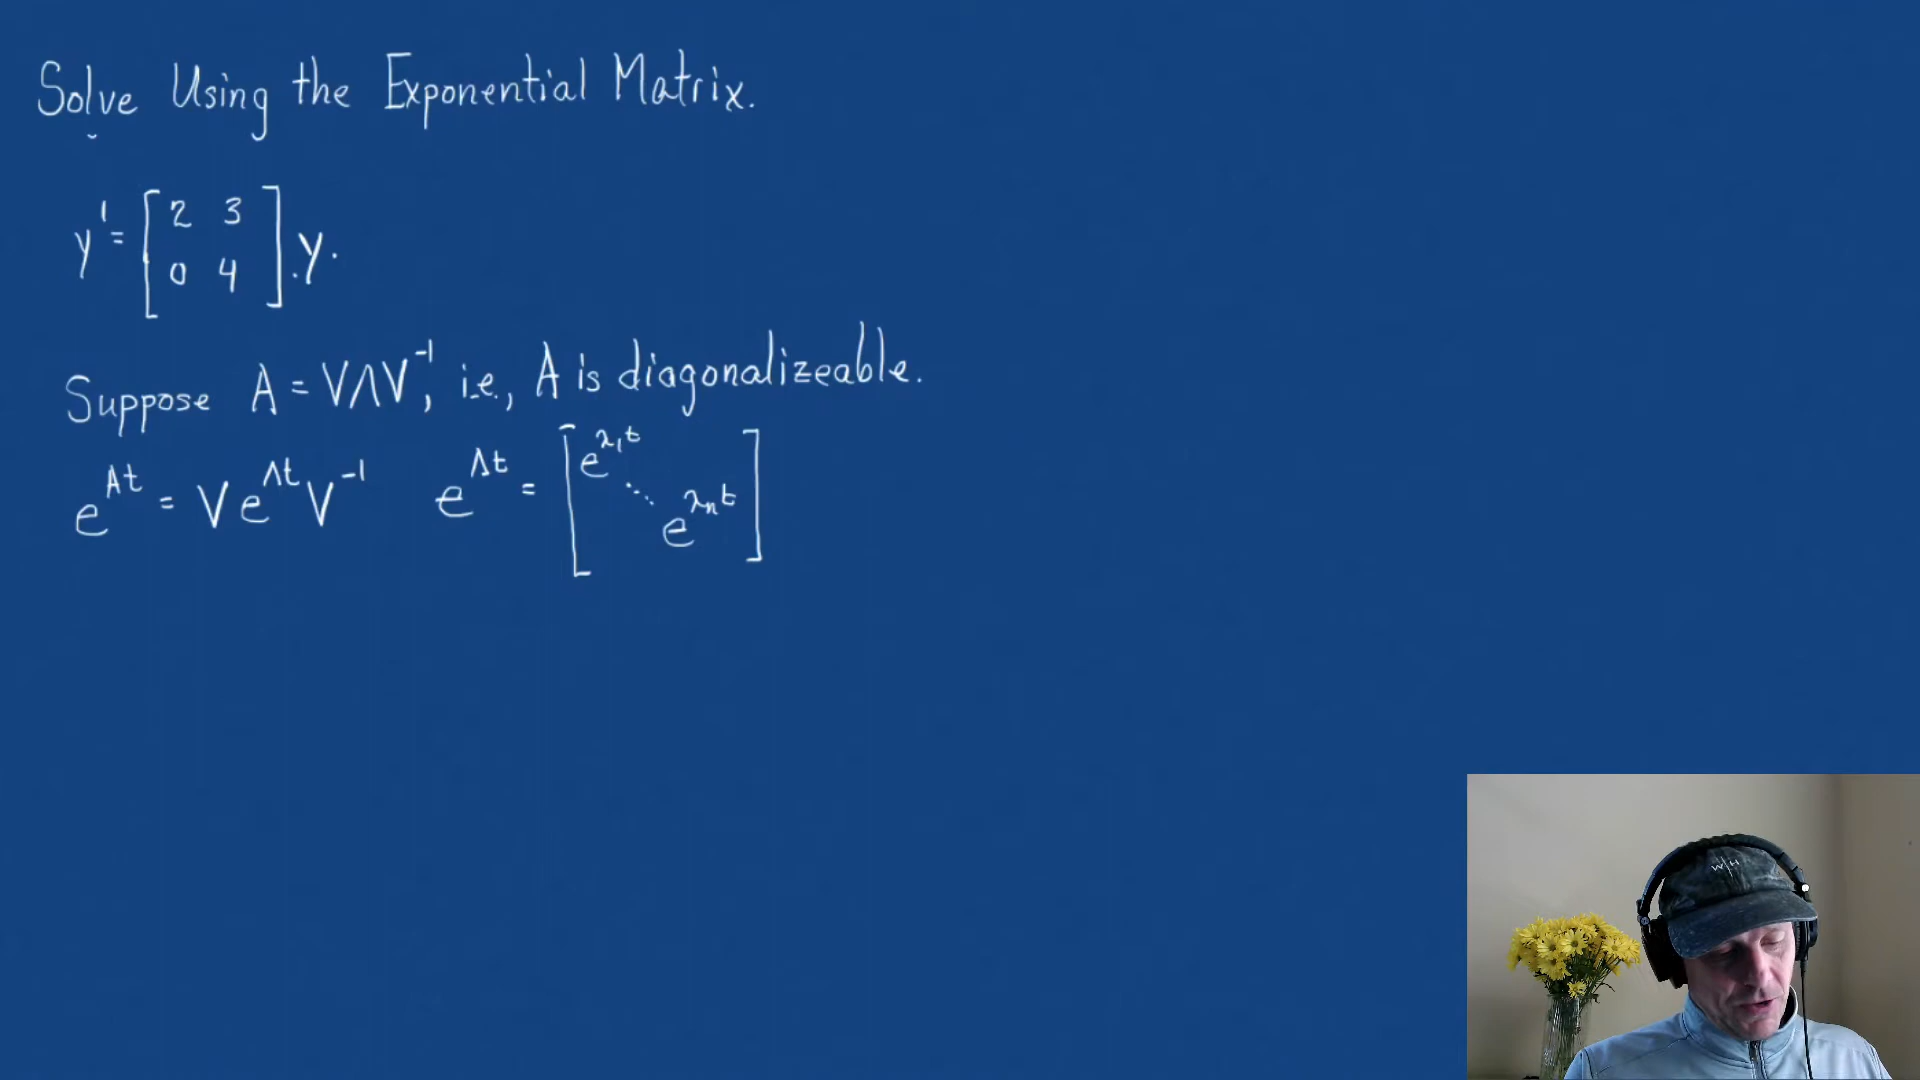 Solve Using the Exponential Matrix.
y' = [ 2 3 ; 0 4 ] . y.
Suppose A = VΛV⁻¹, i.e., A is diagonalizeable.
e^{At} = V e^{Λt} V⁻¹ e^{Λt} = [ e^{λ₁t} ⋱ e^{λₙt} ]
W H